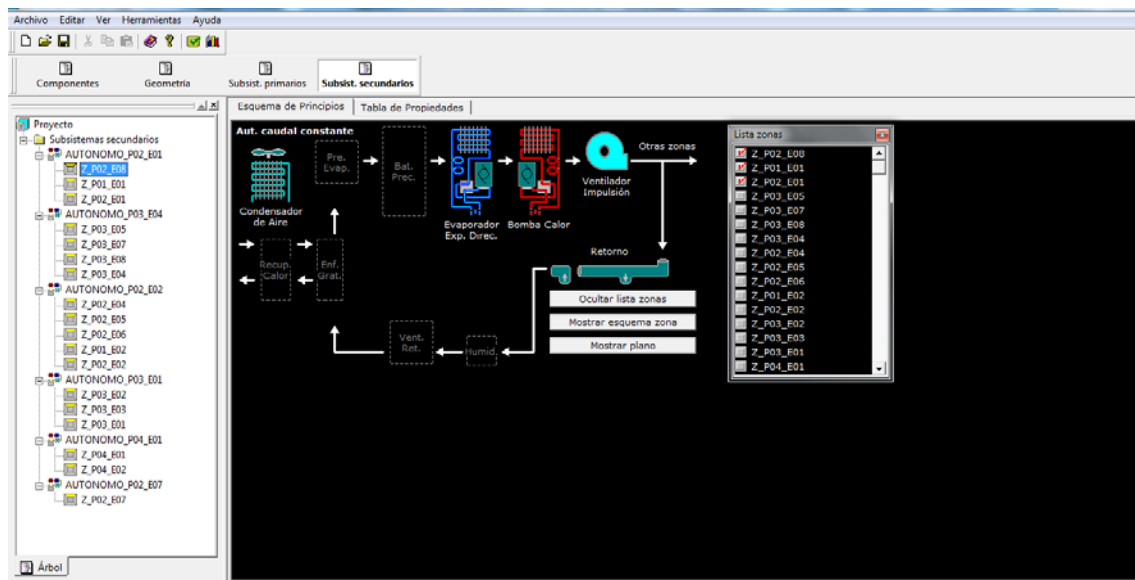 Archivo Editar Ver Herramientas Ayuda
Componentes Geometría Subsist. primarios Subsist. secundarios
Proyecto
Subsistemas secundarios
AUTONOMO_P02_E01
Z_P02_E08
Z_P01_E01
Z_P02_E01
AUTONOMO_P03_E04
Z_P03_E05
Z_P03_E07
Z_P03_E08
Z_P03_E04
AUTONOMO_P02_E02
Z_P02_E04
Z_P02_E05
Z_P02_E06
Z_P01_E02
Z_P02_E02
AUTONOMO_P03_E01
Z_P03_E02
Z_P03_E03
Z_P03_E01
AUTONOMO_P04_E01
Z_P04_E01
Z_P04_E02
AUTONOMO_P02_E07
Z_P02_E07
Árbol
Esquema de Principios Tabla de Propiedades
Aut. caudal constante
Condensador
de Aire
Pre.
Evap.
Bat.
Prec.
Evaporador
Exp. Direc.
Bomba Calor
Ventilador
Impulsión
Otras zonas
Recup.
Calor
Enf.
Grat.
Retorno
Ocultar lista zonas
Mostrar esquema zona
Mostrar plano
Vent.
Ret.
Humid.
Lista zonas
Z_P02_E08
Z_P01_E01
Z_P02_E01
Z_P03_E05
Z_P03_E07
Z_P03_E08
Z_P03_E04
Z_P02_E04
Z_P02_E05
Z_P02_E06
Z_P01_E02
Z_P02_E02
Z_P03_E02
Z_P03_E03
Z_P03_E01
Z_P04_E01